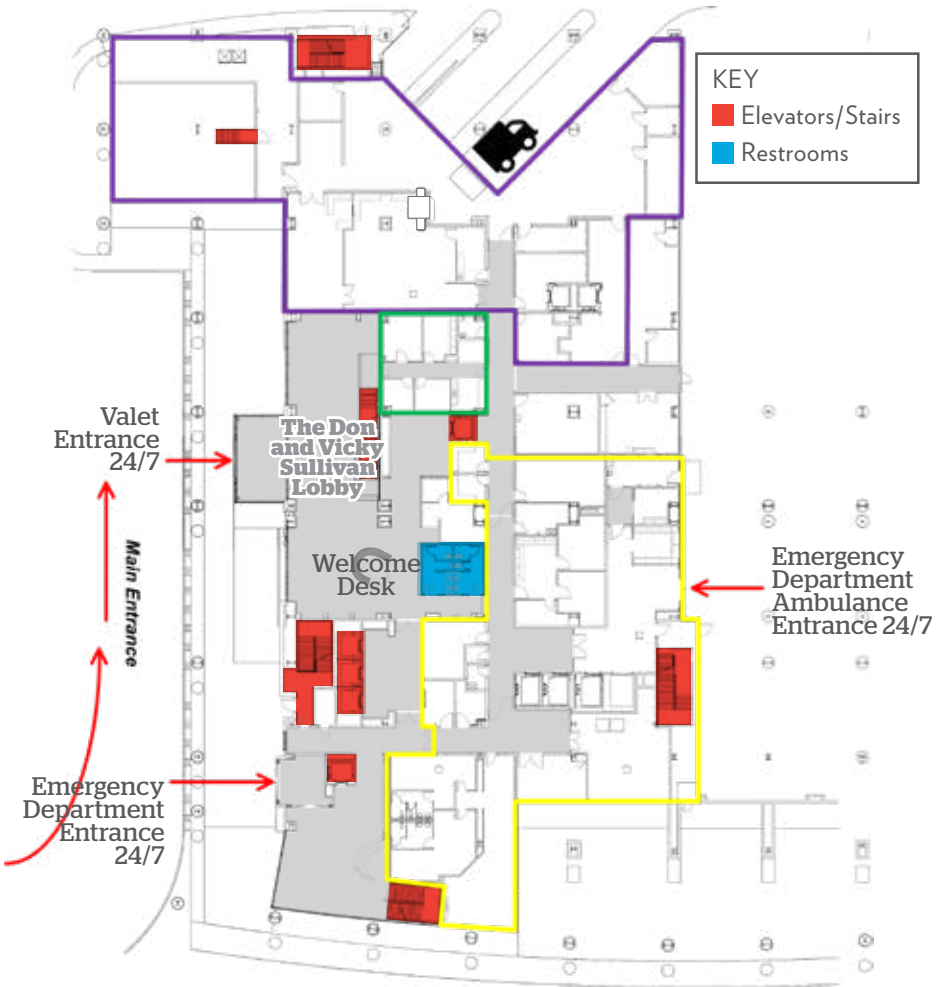 KEY
Elevators/Stairs
Restrooms
Valet
Entrance
24/7
The Don
and Vicky
Sullivan
Lobby
Main Entrance
Welcome
Desk
Emergency
Department
Ambulance
Entrance 24/7
Emergency
Department
Entrance
24/7